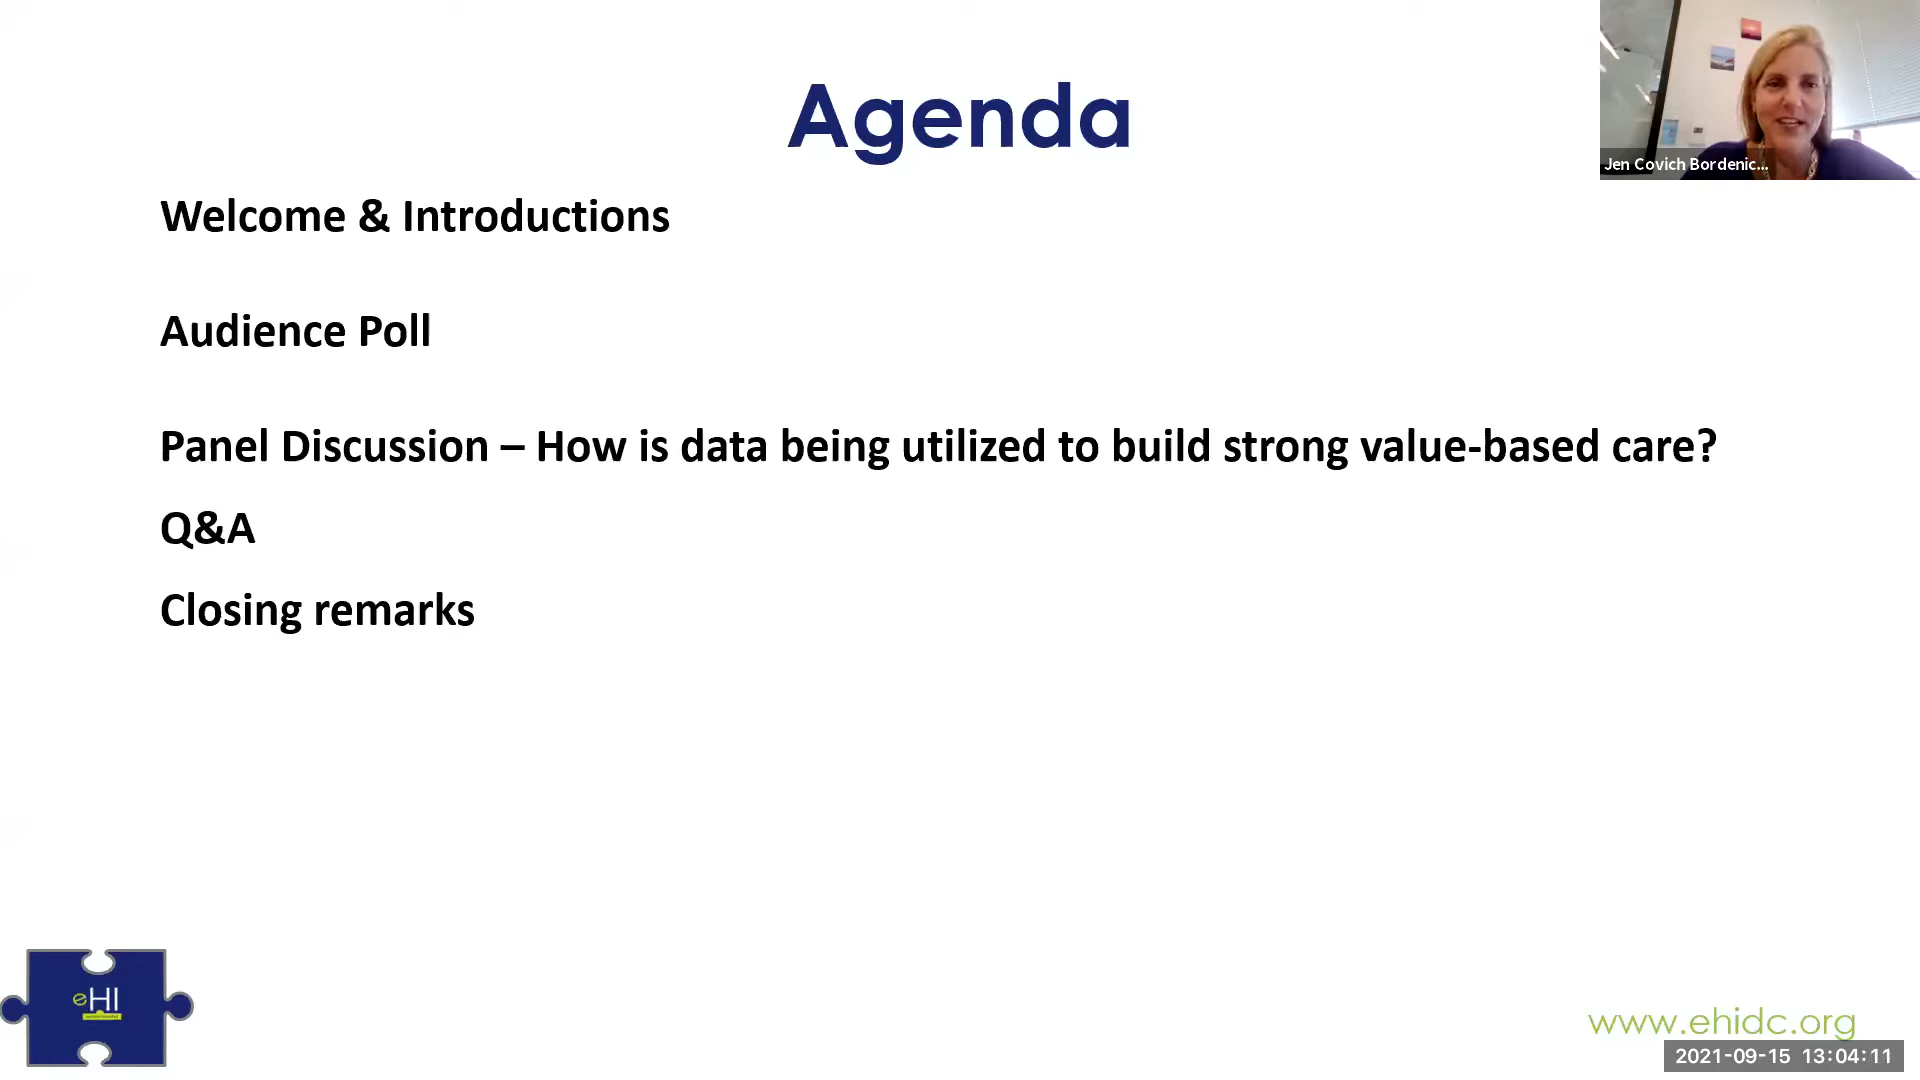 Agenda
Jen Covich Bordenic...
Welcome & Introductions
Audience Poll
Panel Discussion – How is data being utilized to build strong value-based care?
Q&A
Closing remarks
eHI
www.ehidc.org
2021-09-15 13:04:11